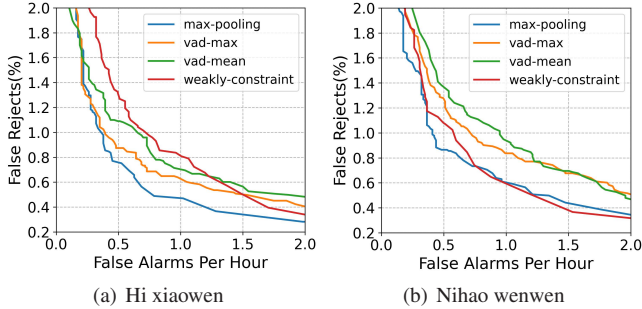 2.0
1.8
1.6
1.4
1.2
1.0
0.8
0.6
0.4
0.2
False Rejects(%)
max-pooling
vad-max
vad-mean
weakly-constraint
0.0 0.5 1.0 1.5 2.0
False Alarms Per Hour
(a) Hi xiaowen
2.0
1.8
1.6
1.4
1.2
1.0
0.8
0.6
0.4
0.2
False Rejects(%)
max-pooling
vad-max
vad-mean
weakly-constraint
0.0 0.5 1.0 1.5 2.0
False Alarms Per Hour
(b) Nihao wenwen